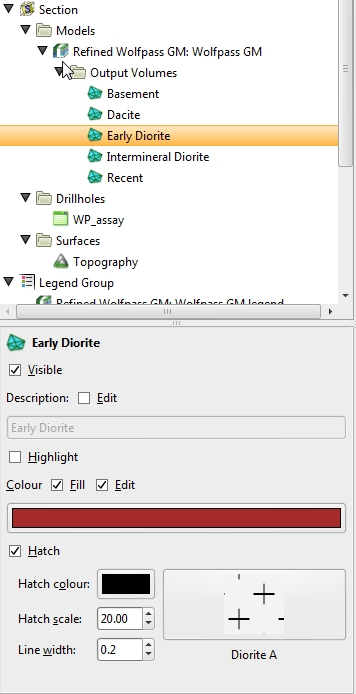 Section
Models
Refined Wolfpass GM: Wolfpass GM
Output Volumes
Basement
Dacite
Early Diorite
Intermineral Diorite
Recent
Drillholes
WP_assay
Surfaces
Topography
Legend Group
Refined Wolfpass GM: Wolfpass GM legend
Early Diorite
Visible
Description: Edit
Early Diorite
Highlight
Colour Fill Edit
Hatch
Hatch colour:
Hatch scale: 20.00
Line width: 0.2
Diorite A